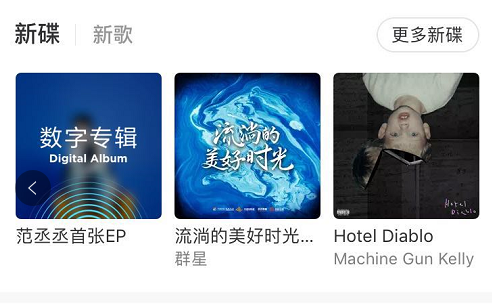 新碟 新歌 更多新碟
数字专辑
Digital Album
流淌的
美好时光
Hotel
Diablo
范丞丞首张EP 流淌的美好时光... Hotel Diablo
群星 Machine Gun Kelly